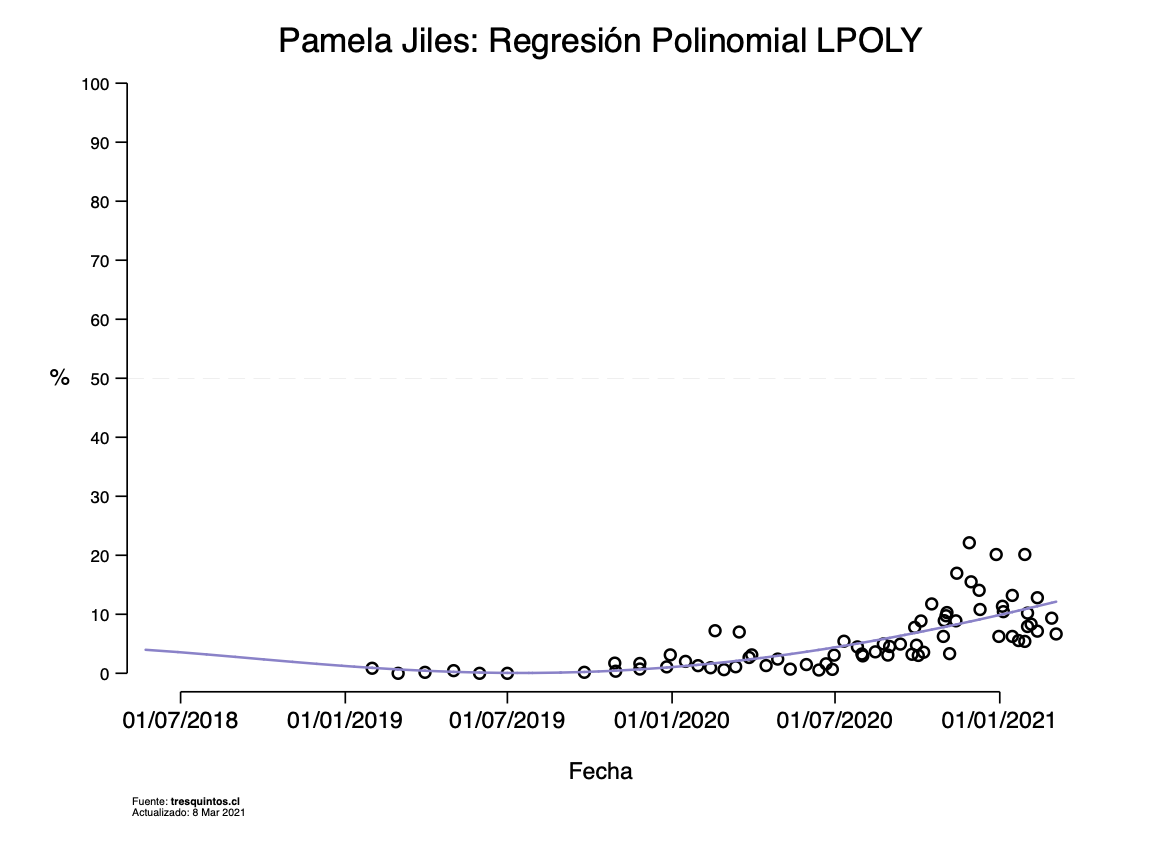 Pamela Jiles: Regresión Polinomial LPOLY
100
90
80
70
60
% 50
40
30
20
10
0
01/07/2018 01/01/2019 01/07/2019 01/01/2020 01/07/2020 01/01/2021
Fecha
Fuente: tresquintos.cl
Actualizado: 8 Mar 2021